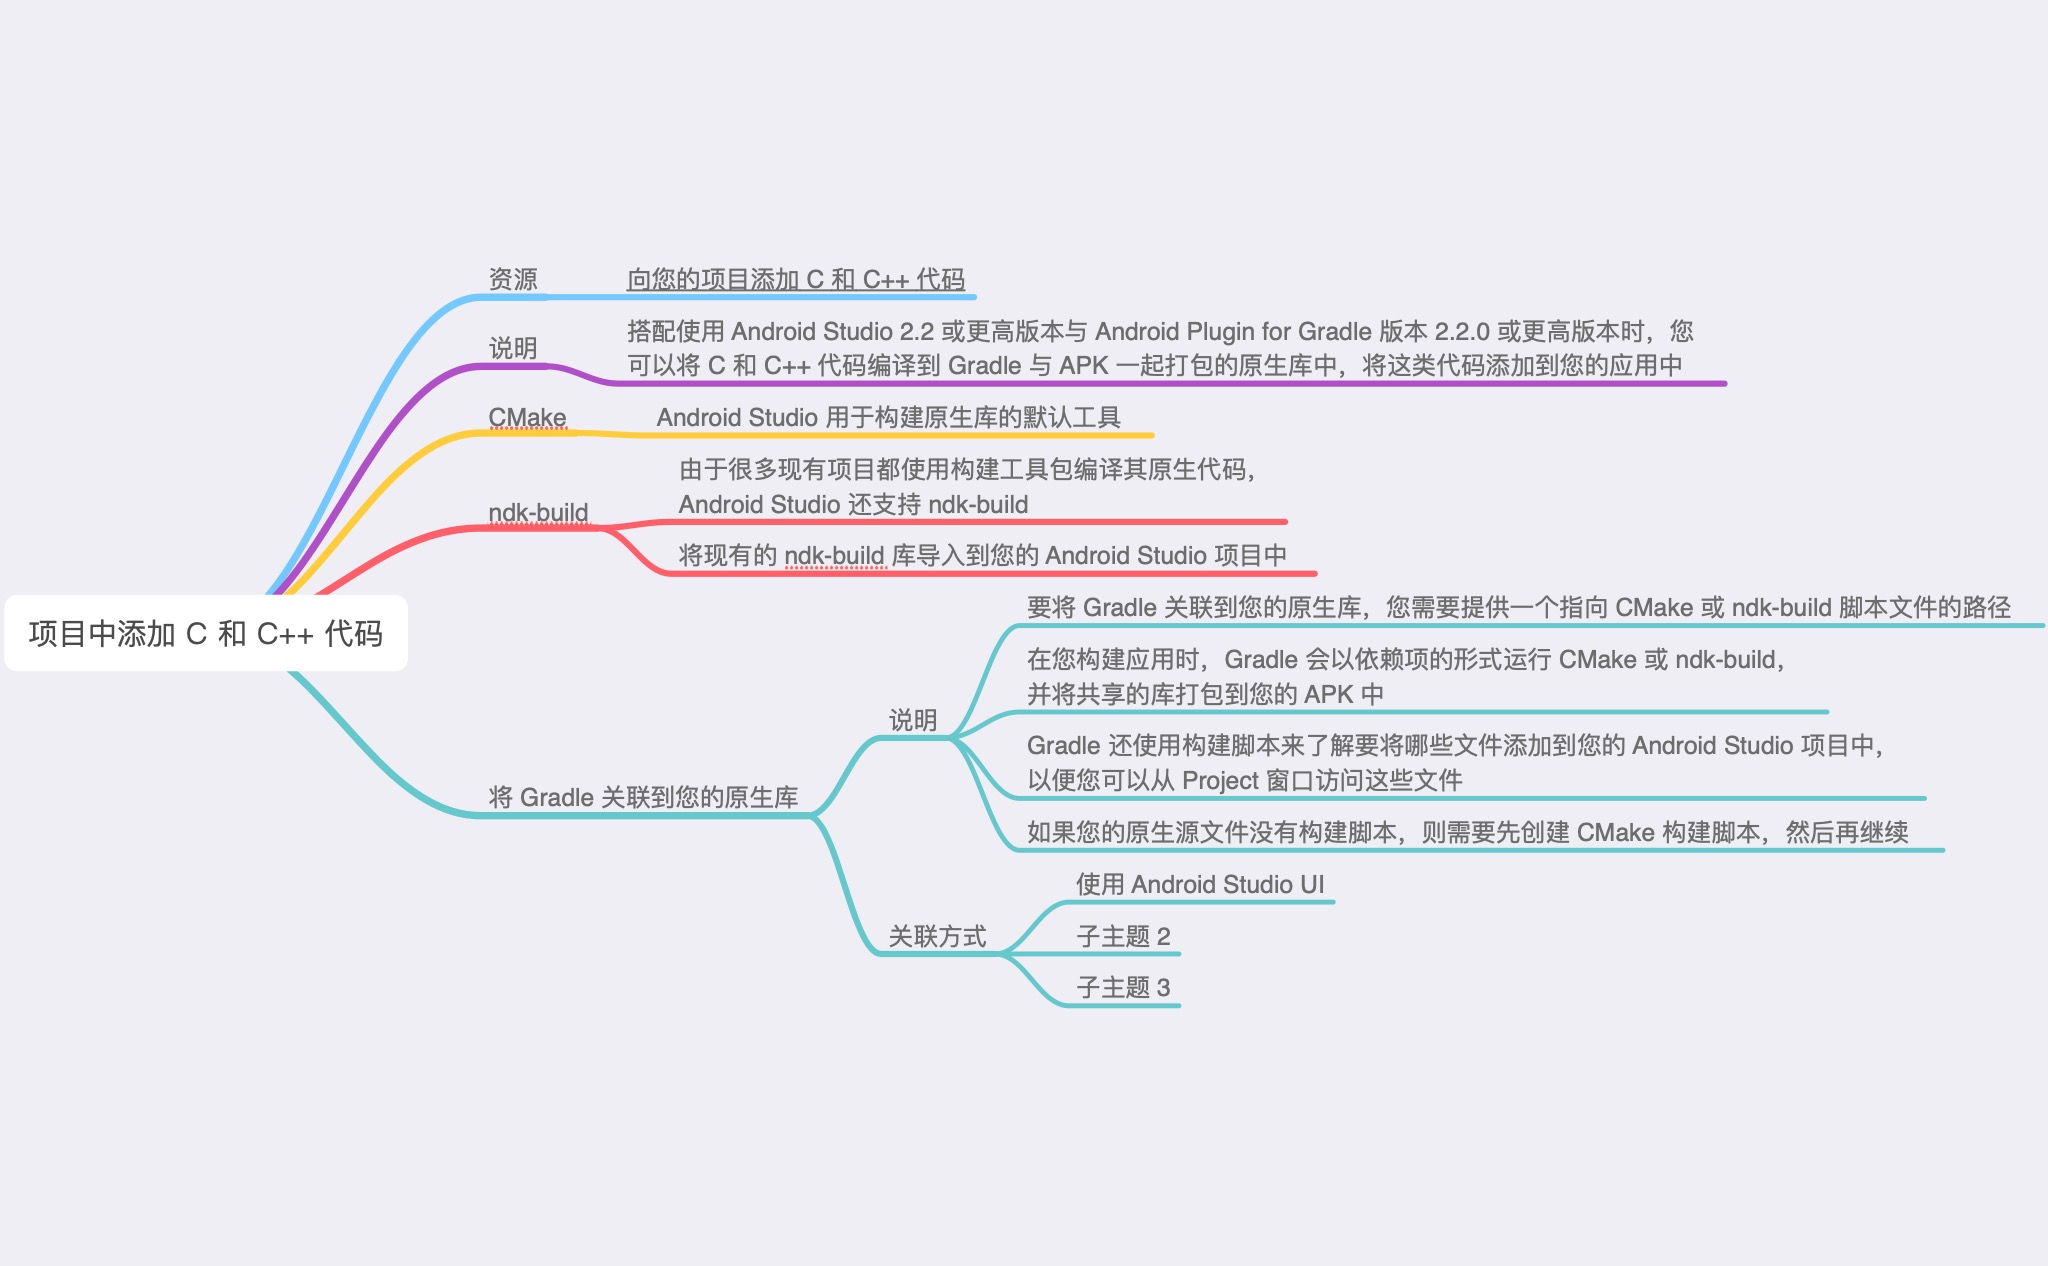 资源
向您的项目添加 C 和 C++ 代码
说明
搭配使用 Android Studio 2.2 或更高版本与 Android Plugin for Gradle 版本 2.2.0 或更高版本时，您
可以将 C 和 C++ 代码编译到 Gradle 与 APK 一起打包的原生库中，将这类代码添加到您的应用中
CMake
Android Studio 用于构建原生库的默认工具
ndk-build
由于很多现有项目都使用构建工具包编译其原生代码，
Android Studio 还支持 ndk-build
将现有的 ndk-build 库导入到您的 Android Studio 项目中
项目中添加 C 和 C++ 代码
将 Gradle 关联到您的原生库
说明
要将 Gradle 关联到您的原生库，您需要提供一个指向 CMake 或 ndk-build 脚本文件的路径
在您构建应用时，Gradle 会以依赖项的形式运行 CMake 或 ndk-build，
并将共享的库打包到您的 APK 中
Gradle 还使用构建脚本来了解要将哪些文件添加到您的 Android Studio 项目中，
以便您可以从 Project 窗口访问这些文件
如果您的原生源文件没有构建脚本，则需要先创建 CMake 构建脚本，然后再继续
关联方式
使用 Android Studio UI
子主题 2
子主题 3